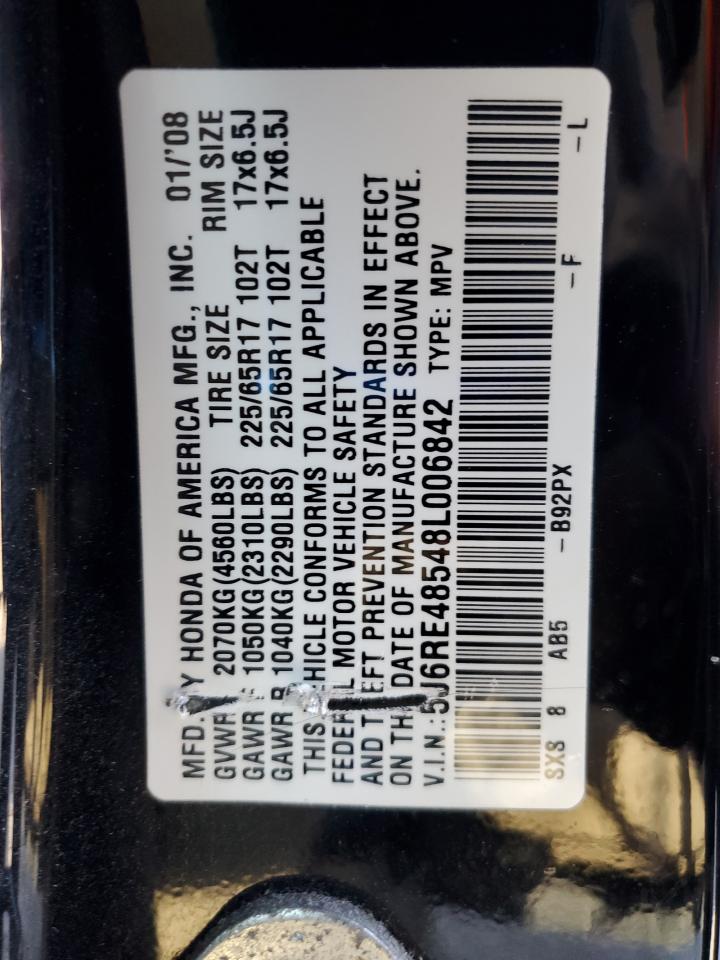 MFD. BY HONDA OF AMERICA MFG., INC. 01/'08
GVWR 2070KG(4560LBS) TIRE SIZE RIM SIZE
GAWR F 1050KG(2310LBS) 225/65R17 102T 17x6.5J
GAWR R 1040KG(2290LBS) 225/65R17 102T 17x6.5J
THIS VEHICLE CONFORMS TO ALL APPLICABLE
FEDERAL MOTOR VEHICLE SAFETY
AND THEFT PREVENTION STANDARDS IN EFFECT
ON THE DATE OF MANUFACTURE SHOWN ABOVE.
V.I.N.: 5J6RE48548L006842 TYPE: MPV
SXS 8 AB5 -B92PX -F -L